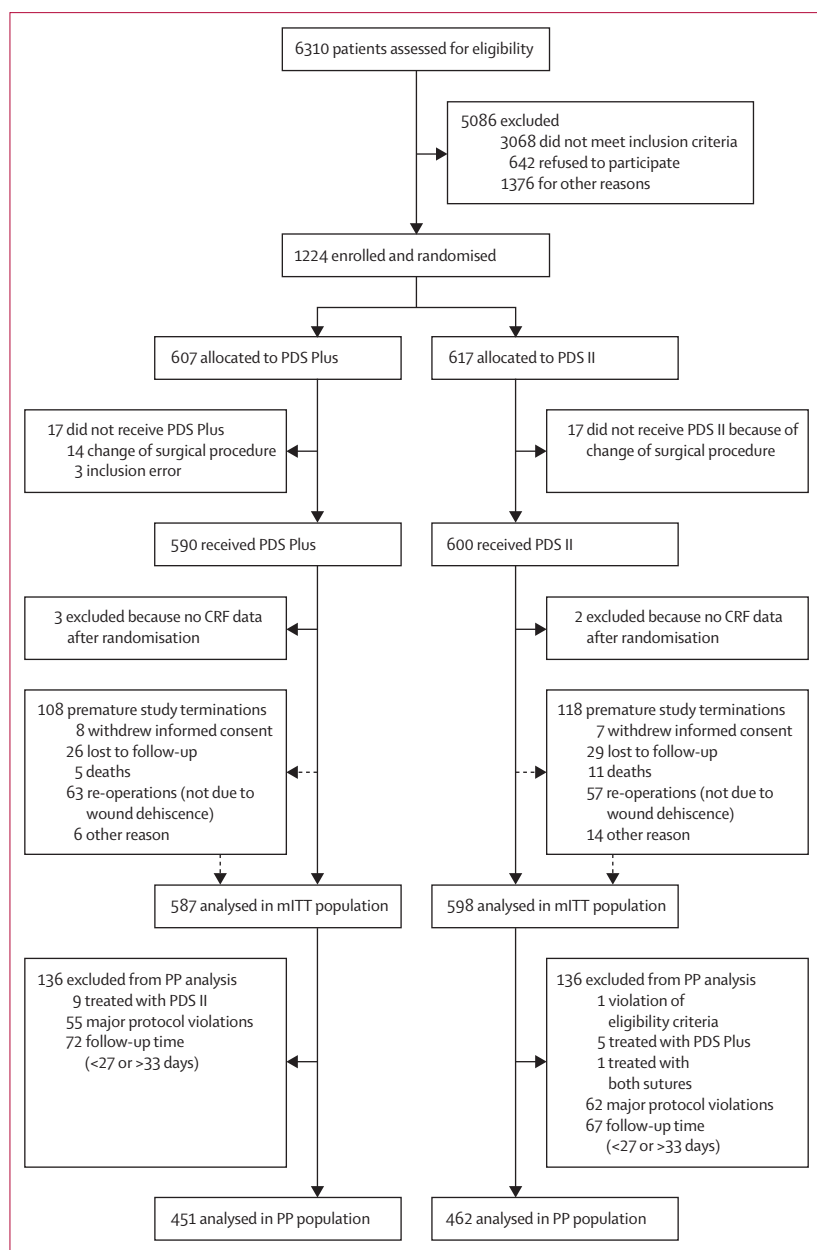 6310 patients assessed for eligibility
5086 excluded
3068 did not meet inclusion criteria
642 refused to participate
1376 for other reasons
1224 enrolled and randomised
607 allocated to PDS Plus
617 allocated to PDS II
17 did not receive PDS Plus
14 change of surgical procedure
3 inclusion error
17 did not receive PDS II because of
change of surgical procedure
590 received PDS Plus
600 received PDS II
3 excluded because no CRF data
after randomisation
2 excluded because no CRF data
after randomisation
108 premature study terminations
8 withdrew informed consent
26 lost to follow-up
5 deaths
63 re-operations (not due to
wound dehiscence)
6 other reason
118 premature study terminations
7 withdrew informed consent
29 lost to follow-up
11 deaths
57 re-operations (not due to
wound dehiscence)
14 other reason
587 analysed in mITT population
598 analysed in mITT population
136 excluded from PP analysis
9 treated with PDS II
55 major protocol violations
72 follow-up time
(<27 or >33 days)
136 excluded from PP analysis
1 violation of
eligibility criteria
5 treated with PDS Plus
1 treated with
both sutures
62 major protocol violations
67 follow-up time
(<27 or >33 days)
451 analysed in PP population
462 analysed in PP population